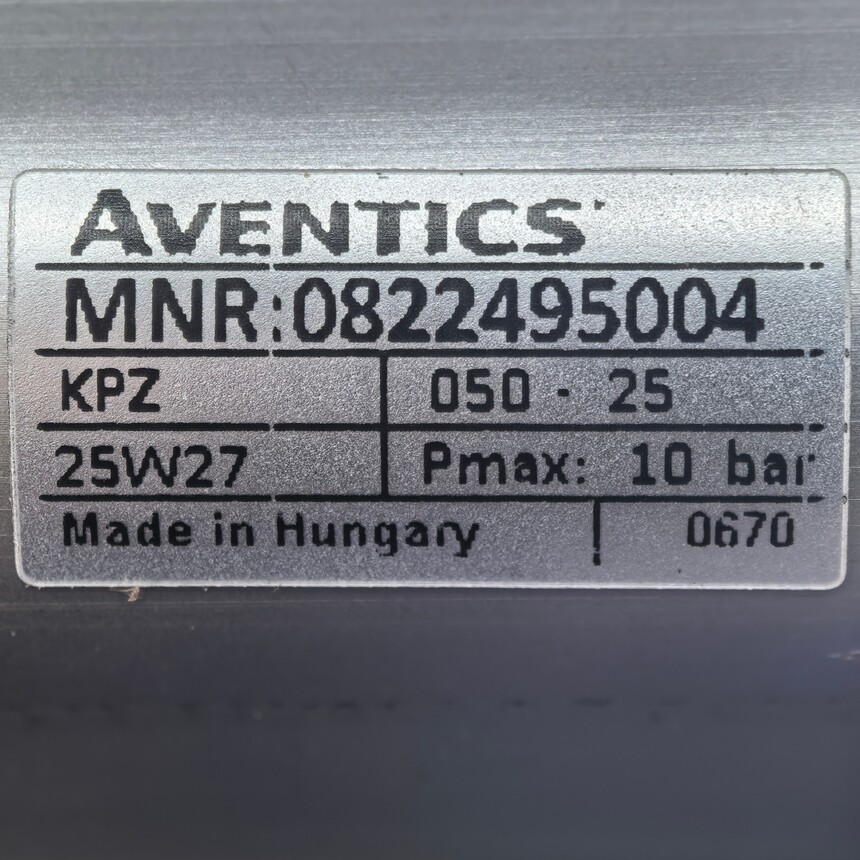 AVENTICS
MNR:0822495004
KPZ 050 - 25
25W27 Pmax: 10 bar
Made in Hungary 0670